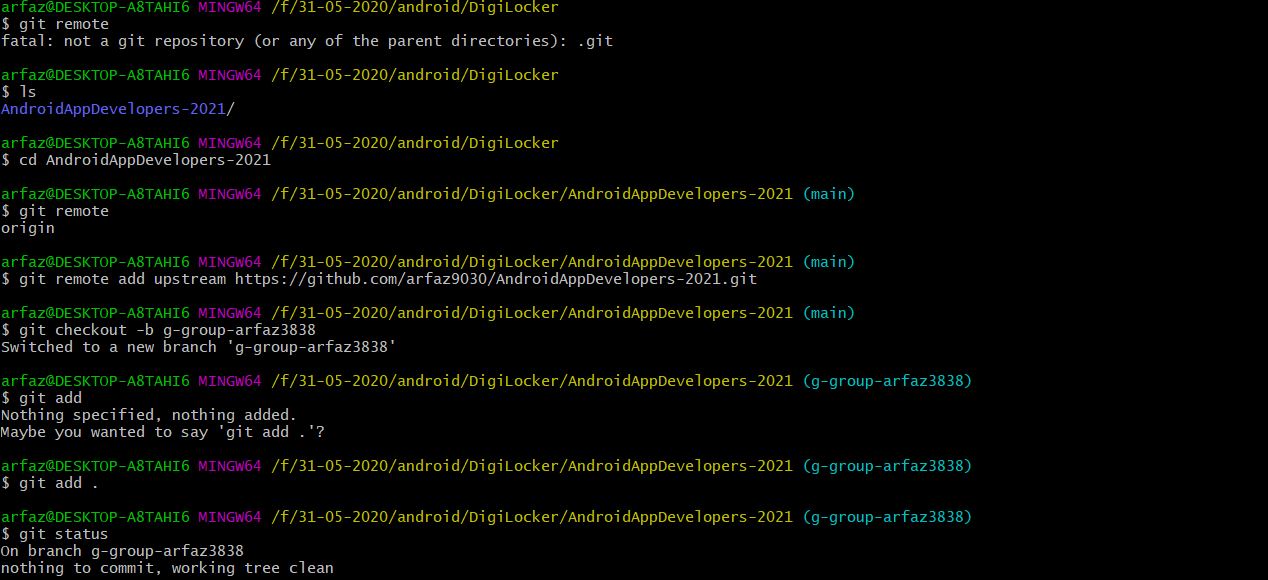 arfaz@DESKTOP-A8TAHI6 MINGW64 /f/31-05-2020/android/DigiLocker
$ git remote
fatal: not a git repository (or any of the parent directories): .git
arfaz@DESKTOP-A8TAHI6 MINGW64 /f/31-05-2020/android/DigiLocker
$ ls
AndroidAppDevelopers-2021/
arfaz@DESKTOP-A8TAHI6 MINGW64 /f/31-05-2020/android/DigiLocker
$ cd AndroidAppDevelopers-2021
arfaz@DESKTOP-A8TAHI6 MINGW64 /f/31-05-2020/android/DigiLocker/AndroidAppDevelopers-2021 (main)
$ git remote
origin
arfaz@DESKTOP-A8TAHI6 MINGW64 /f/31-05-2020/android/DigiLocker/AndroidAppDevelopers-2021 (main)
$ git remote add upstream https://github.com/arfaz9030/AndroidAppDevelopers-2021.git
arfaz@DESKTOP-A8TAHI6 MINGW64 /f/31-05-2020/android/DigiLocker/AndroidAppDevelopers-2021 (main)
$ git checkout -b g-group-arfaz3838
Switched to a new branch 'g-group-arfaz3838'
arfaz@DESKTOP-A8TAHI6 MINGW64 /f/31-05-2020/android/DigiLocker/AndroidAppDevelopers-2021 (g-group-arfaz3838)
$ git add
Nothing specified, nothing added.
Maybe you wanted to say 'git add .'?
arfaz@DESKTOP-A8TAHI6 MINGW64 /f/31-05-2020/android/DigiLocker/AndroidAppDevelopers-2021 (g-group-arfaz3838)
$ git add .
arfaz@DESKTOP-A8TAHI6 MINGW64 /f/31-05-2020/android/DigiLocker/AndroidAppDevelopers-2021 (g-group-arfaz3838)
$ git status
On branch g-group-arfaz3838
nothing to commit, working tree clean